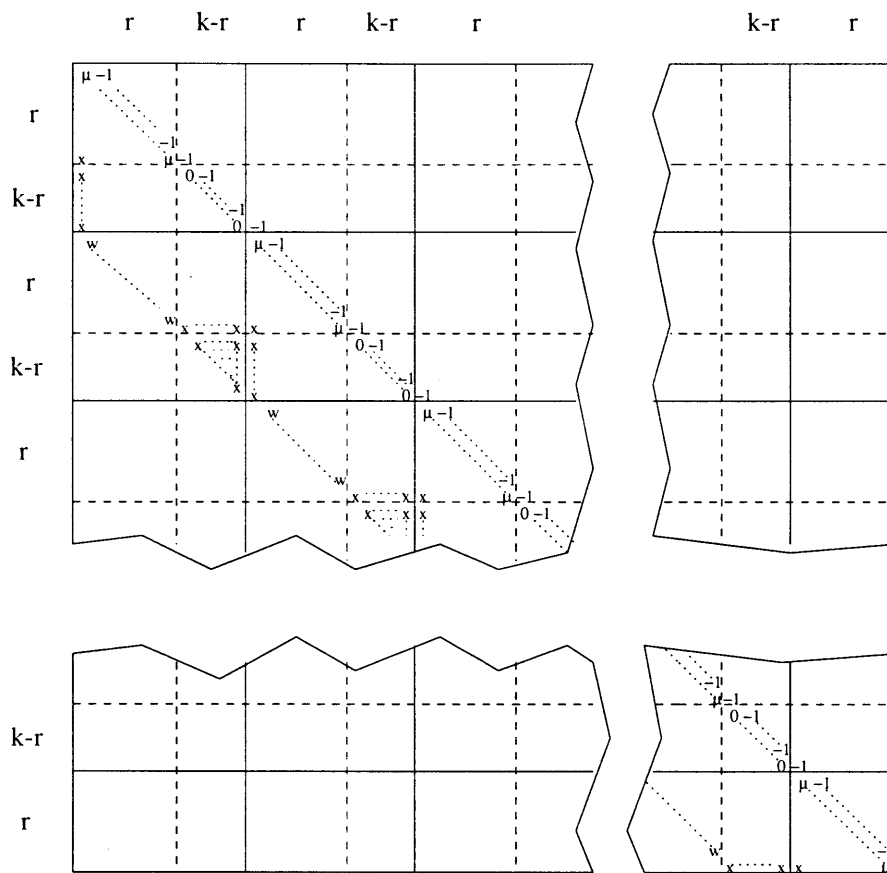 r k-r r k-r r k-r r
μ -1
r
-1
x μ -1
x 0 -1
k-r
-1
x 0 -1
w μ -1
r
-1
w x x x μ -1
x x x 0 -1
k-r
-1
x x 0 -1
w μ -1
r
-1
w x x x μ -1
x x x 0 -1
-1
μ -1
k-r 0 -1
-1
0 -1
μ -1
r
w
x x x